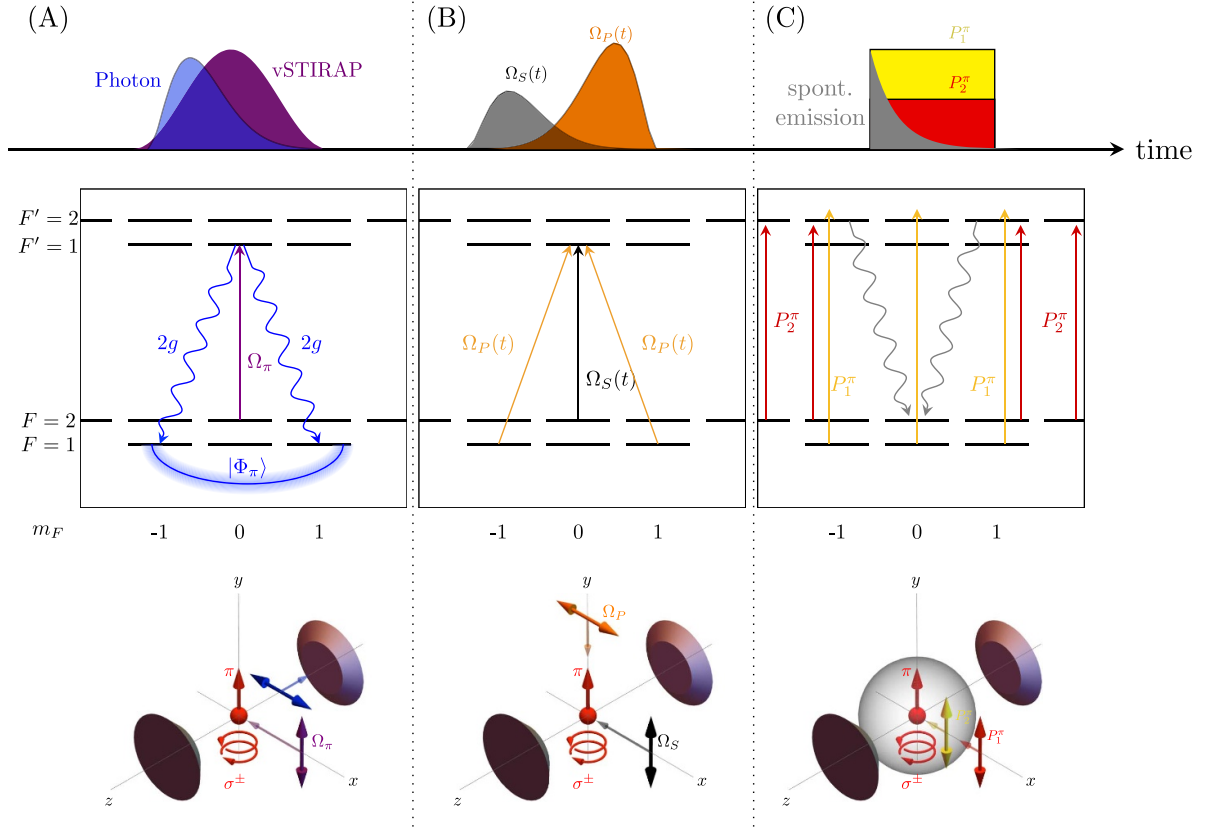 (A)
(B)
(C)
Photon
vSTIRAP
Ω_S(t)
Ω_P(t)
P_1^π
P_2^π
spont.
emission
time
F′ = 2
F′ = 1
2g
2g
Ω_π
F = 2
F = 1
|Φ_π⟩
Ω_P(t)
Ω_P(t)
Ω_S(t)
P_2^π
P_2^π
P_1^π
P_1^π
m_F
-1
0
1
-1
0
1
-1
0
1
y
π
Ω_π
σ^±
x
z
y
Ω_P
π
Ω_S
σ^±
x
z
y
π
P_1^π
σ^±
x
z